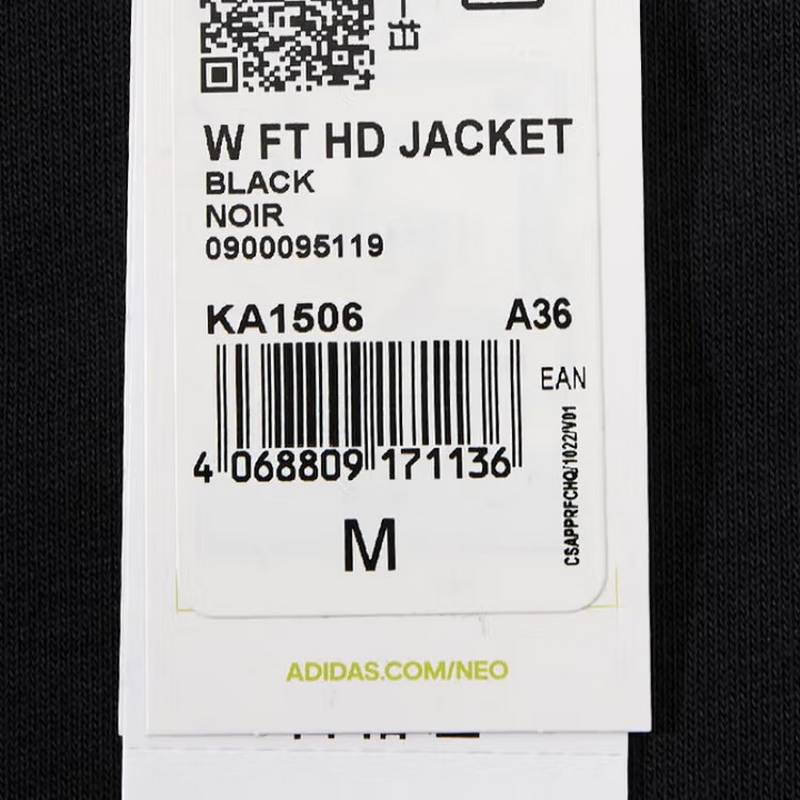 W FT HD JACKET
BLACK
NOIR
0900095119
KA1506 A36
EAN
4 068809 171136
CSAPPRFCHQ/1022/V01
M
ADIDAS.COM/NEO